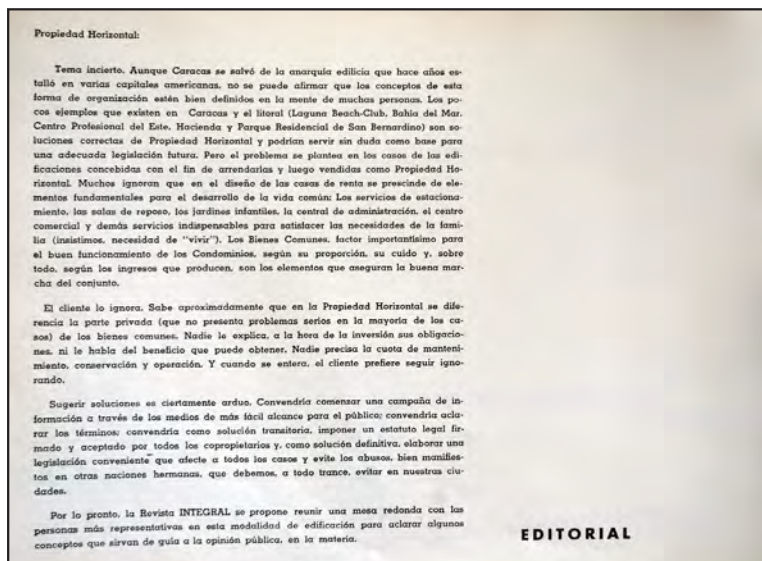 Propiedad Horizontal:
Tema incierto. Aunque Caracas se salvó de la anarquía edilicia que hace años es-
talló en varias capitales americanas, no se puede afirmar que los conceptos de esta
forma de organización estén bien definidos en la mente de muchas personas. Los po-
cos ejemplos que existen en Caracas y el litoral (Laguna Beach-Club, Bahía del Mar,
Centro Profesional del Este, Hacienda y Parque Residencial de San Bernardino) son so-
luciones correctas de Propiedad Horizontal y podrían servir sin duda como base para
una adecuada legislación futura. Pero el problema se plantea en los casos de las edi-
ficaciones concebidas con el fin de arrendarlas y luego vendidas como Propiedad Ho-
rizontal. Muchos ignoran que en el diseño de las casas de renta se prescinde de ele-
mentos fundamentales para el desarrollo de la vida común: Los servicios de estaciona-
miento, las salas de reposo, los jardines infantiles, la central de administración, el centro
comercial y demás servicios indispensables para satisfacer las necesidades de la fami-
lia (insistimos, necesidad de "vivir"). Los Bienes Comunes, factor importantísimo para
el buen funcionamiento de los Condominios, según su proporción, su cuido y, sobre
todo, según los ingresos que producen, son los elementos que aseguran la buena mar-
cha del conjunto.
El cliente lo ignora. Sabe aproximadamente que en la Propiedad Horizontal se dife-
rencia la parte privada (que no presenta problemas serios en la mayoría de los ca-
sos) de los bienes comunes. Nadie le explica, a la hora de la inversión sus obligacio-
nes, ni le habla del beneficio que puede obtener. Nadie precisa la cuota de manteni-
miento, conservación y operación. Y cuando se entera, el cliente prefiere seguir igno-
rando.
Sugerir soluciones es ciertamente arduo. Convendría comenzar una campaña de in-
formación a través de los medios de más fácil alcance para el público; convendría acla-
rar los términos; convendría como solución transitoria, imponer un estatuto legal fir-
mado y aceptado por todos los copropietarios y, como solución definitiva, elaborar una
legislación conveniente que afecte a todos los casos y evite los abusos, bien manifies-
tos en otras naciones hermanas, que debemos, a todo trance, evitar en nuestras ciu-
dades.
Por lo pronto, la Revista INTEGRAL se propone reunir una mesa redonda con las
personas más representativas en esta modalidad de edificación para aclarar algunos
conceptos que sirvan de guía a la opinión pública, en la materia.
EDITORIAL